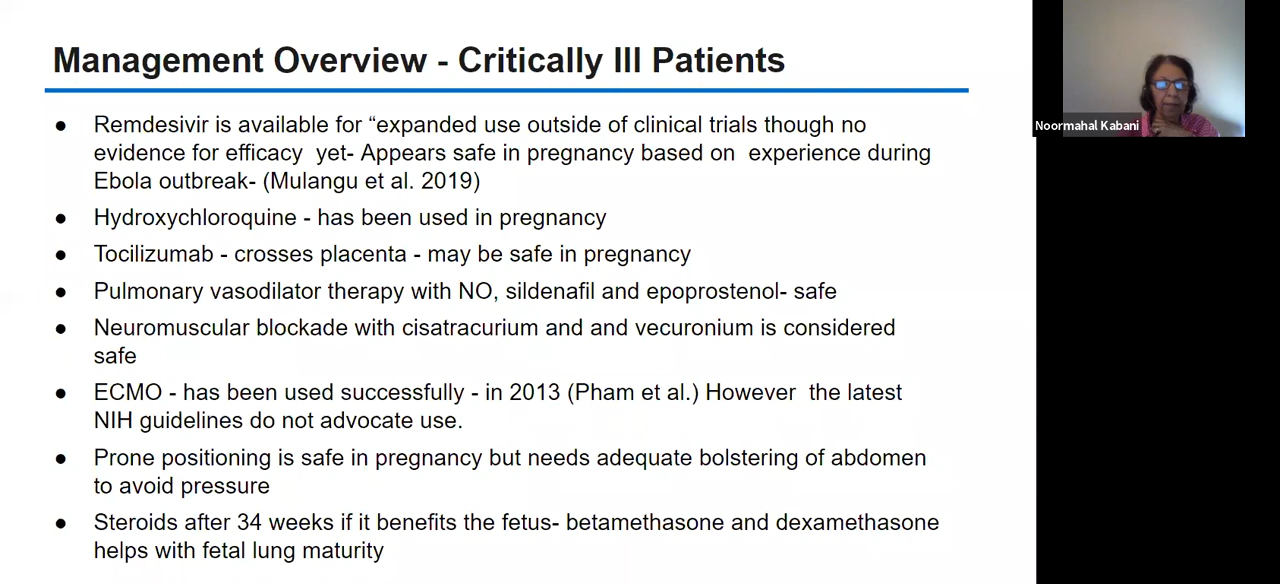 Management Overview - Critically Ill Patients
● Remdesivir is available for “expanded use outside of clinical trials though no
evidence for efficacy yet- Appears safe in pregnancy based on experience during
Ebola outbreak- (Mulangu et al. 2019)
● Hydroxychloroquine - has been used in pregnancy
● Tocilizumab - crosses placenta - may be safe in pregnancy
● Pulmonary vasodilator therapy with NO, sildenafil and epoprostenol- safe
● Neuromuscular blockade with cisatracurium and and vecuronium is considered
safe
● ECMO - has been used successfully - in 2013 (Pham et al.) However the latest
NIH guidelines do not advocate use.
● Prone positioning is safe in pregnancy but needs adequate bolstering of abdomen
to avoid pressure
● Steroids after 34 weeks if it benefits the fetus- betamethasone and dexamethasone
helps with fetal lung maturity
Noormahal Kabani